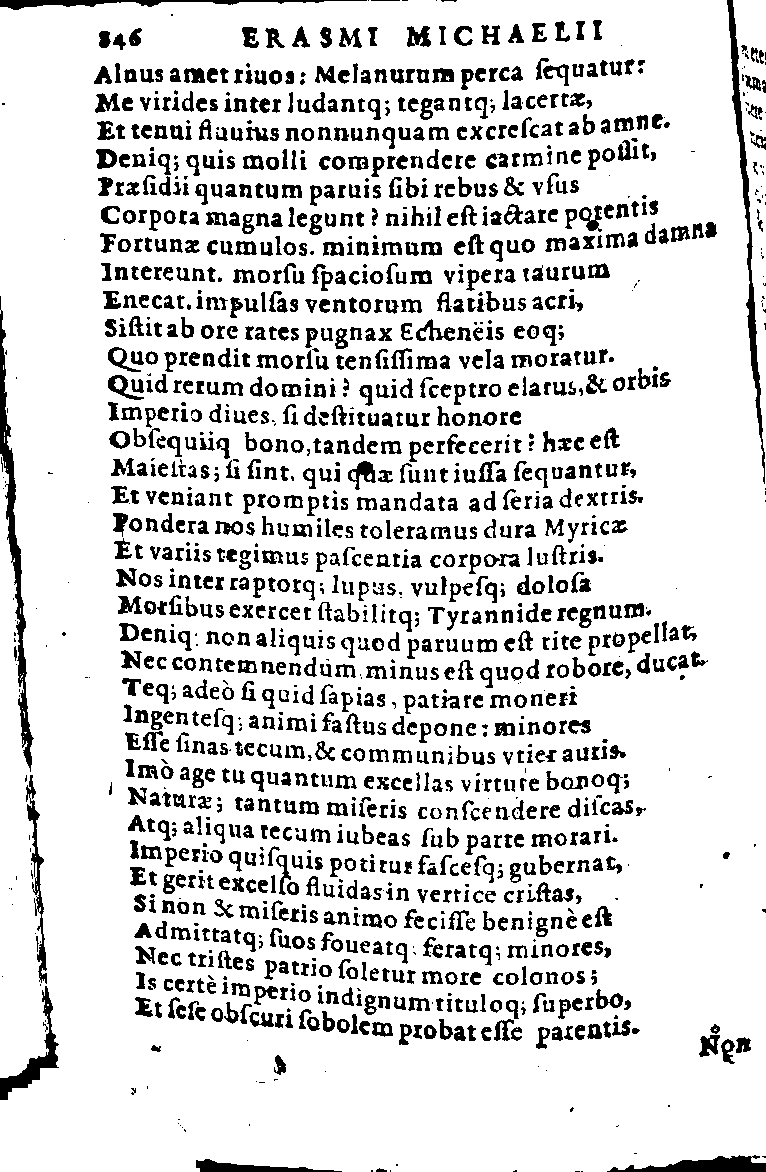 846 ERASMI MICHAELII
Alnus amet riuos: Melanurum perca ſequatur:
Me virides inter ludantq; tegantq; lacertæ,
Et tenui flauius nonnunquam excreſcat ab amne.
Deniq; quis molli comprendere carmine poſſit,
Præſidii quantum paruis ſibi rebus & vſus
Corpora magna legunt? nihil eſt iactare potentis
Fortunæ cumulos. minimum eſt quo maxima damna
Intereunt. morſu ſpacioſum vipera taurum
Enecat. impulſas ventorum flatibus acri,
Siſtit ab ore rates pugnax Echenëis eoq;
Quo prendit morſu tenſiſſima vela moratur.
Quid rerum domini? quid ſceptro elatus, & orbis
Imperio diues, ſi deſtituatur honore
Obſequiiq bono, tandem perfecerit? hæc eſt
Maieſtas; ſi ſint, qui quæ ſunt iuſſa ſequantur,
Et veniant promptis mandata ad ſeria dextris.
Pondera nos humiles toleramus dura Myricæ
Et variis tegimus paſcentia corpora luſtris.
Nos inter raptorq; lupus, vulpeſq; doloſa
Morſibus exercet ſtabilitq; Tyrannide regnum.
Deniq: non aliquis quod paruum eſt rite propellat,
Nec contemnendum minus eſt quod robore, ducat.
Teq; adeò ſi quid ſapias, patiare moneri
Ingenteſq; animi faſtus depone: minores
Eſſe ſinas tecum, & communibus vtier auris.
Imò age tu quantum excellas virtute bonoq;
Naturæ; tantum miſeris conſcendere diſcas,
Atq; aliqua tecum iubeas ſub parte morari.
Imperio quiſquis potitur faſceſq; gubernat,
Et gerit excelſo fluidas in vertice criſtas,
Si non & miſeris animo feciſſe benignè eſt
Admittatq; ſuos foueatq: feratq; minores,
Nec triſtes patrio ſoletur more colonos;
Is certè imperio indignum tituloq; ſuperbo,
Et ſeſe obſcuri ſobolem probat eſſe parentis.
Non